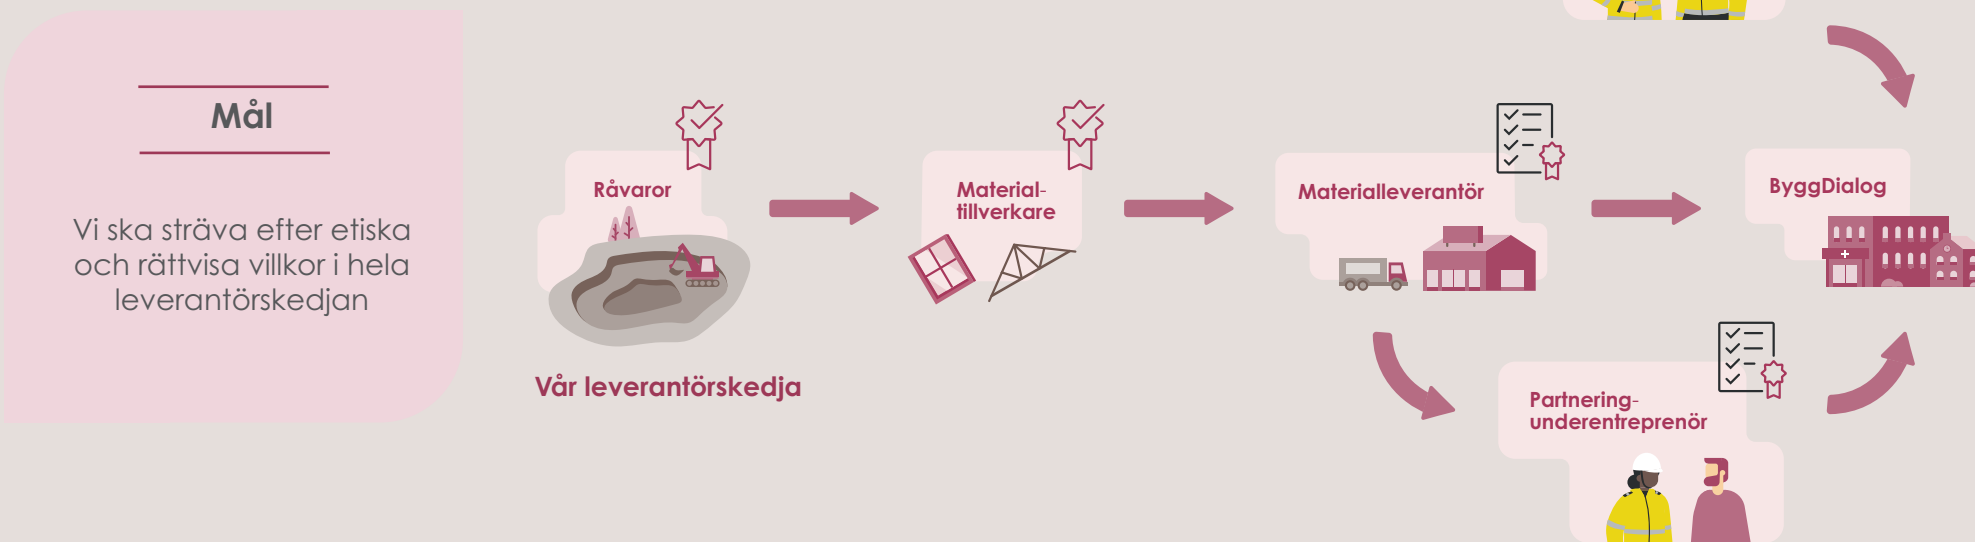 Mål
Vi ska sträva efter etiska
och rättvisa villkor i hela
leverantörskedjan
Råvaror
Material-
tillverkare
Materialleverantör
ByggDialog
Vår leverantörskedja
Partnering-
underentreprenör